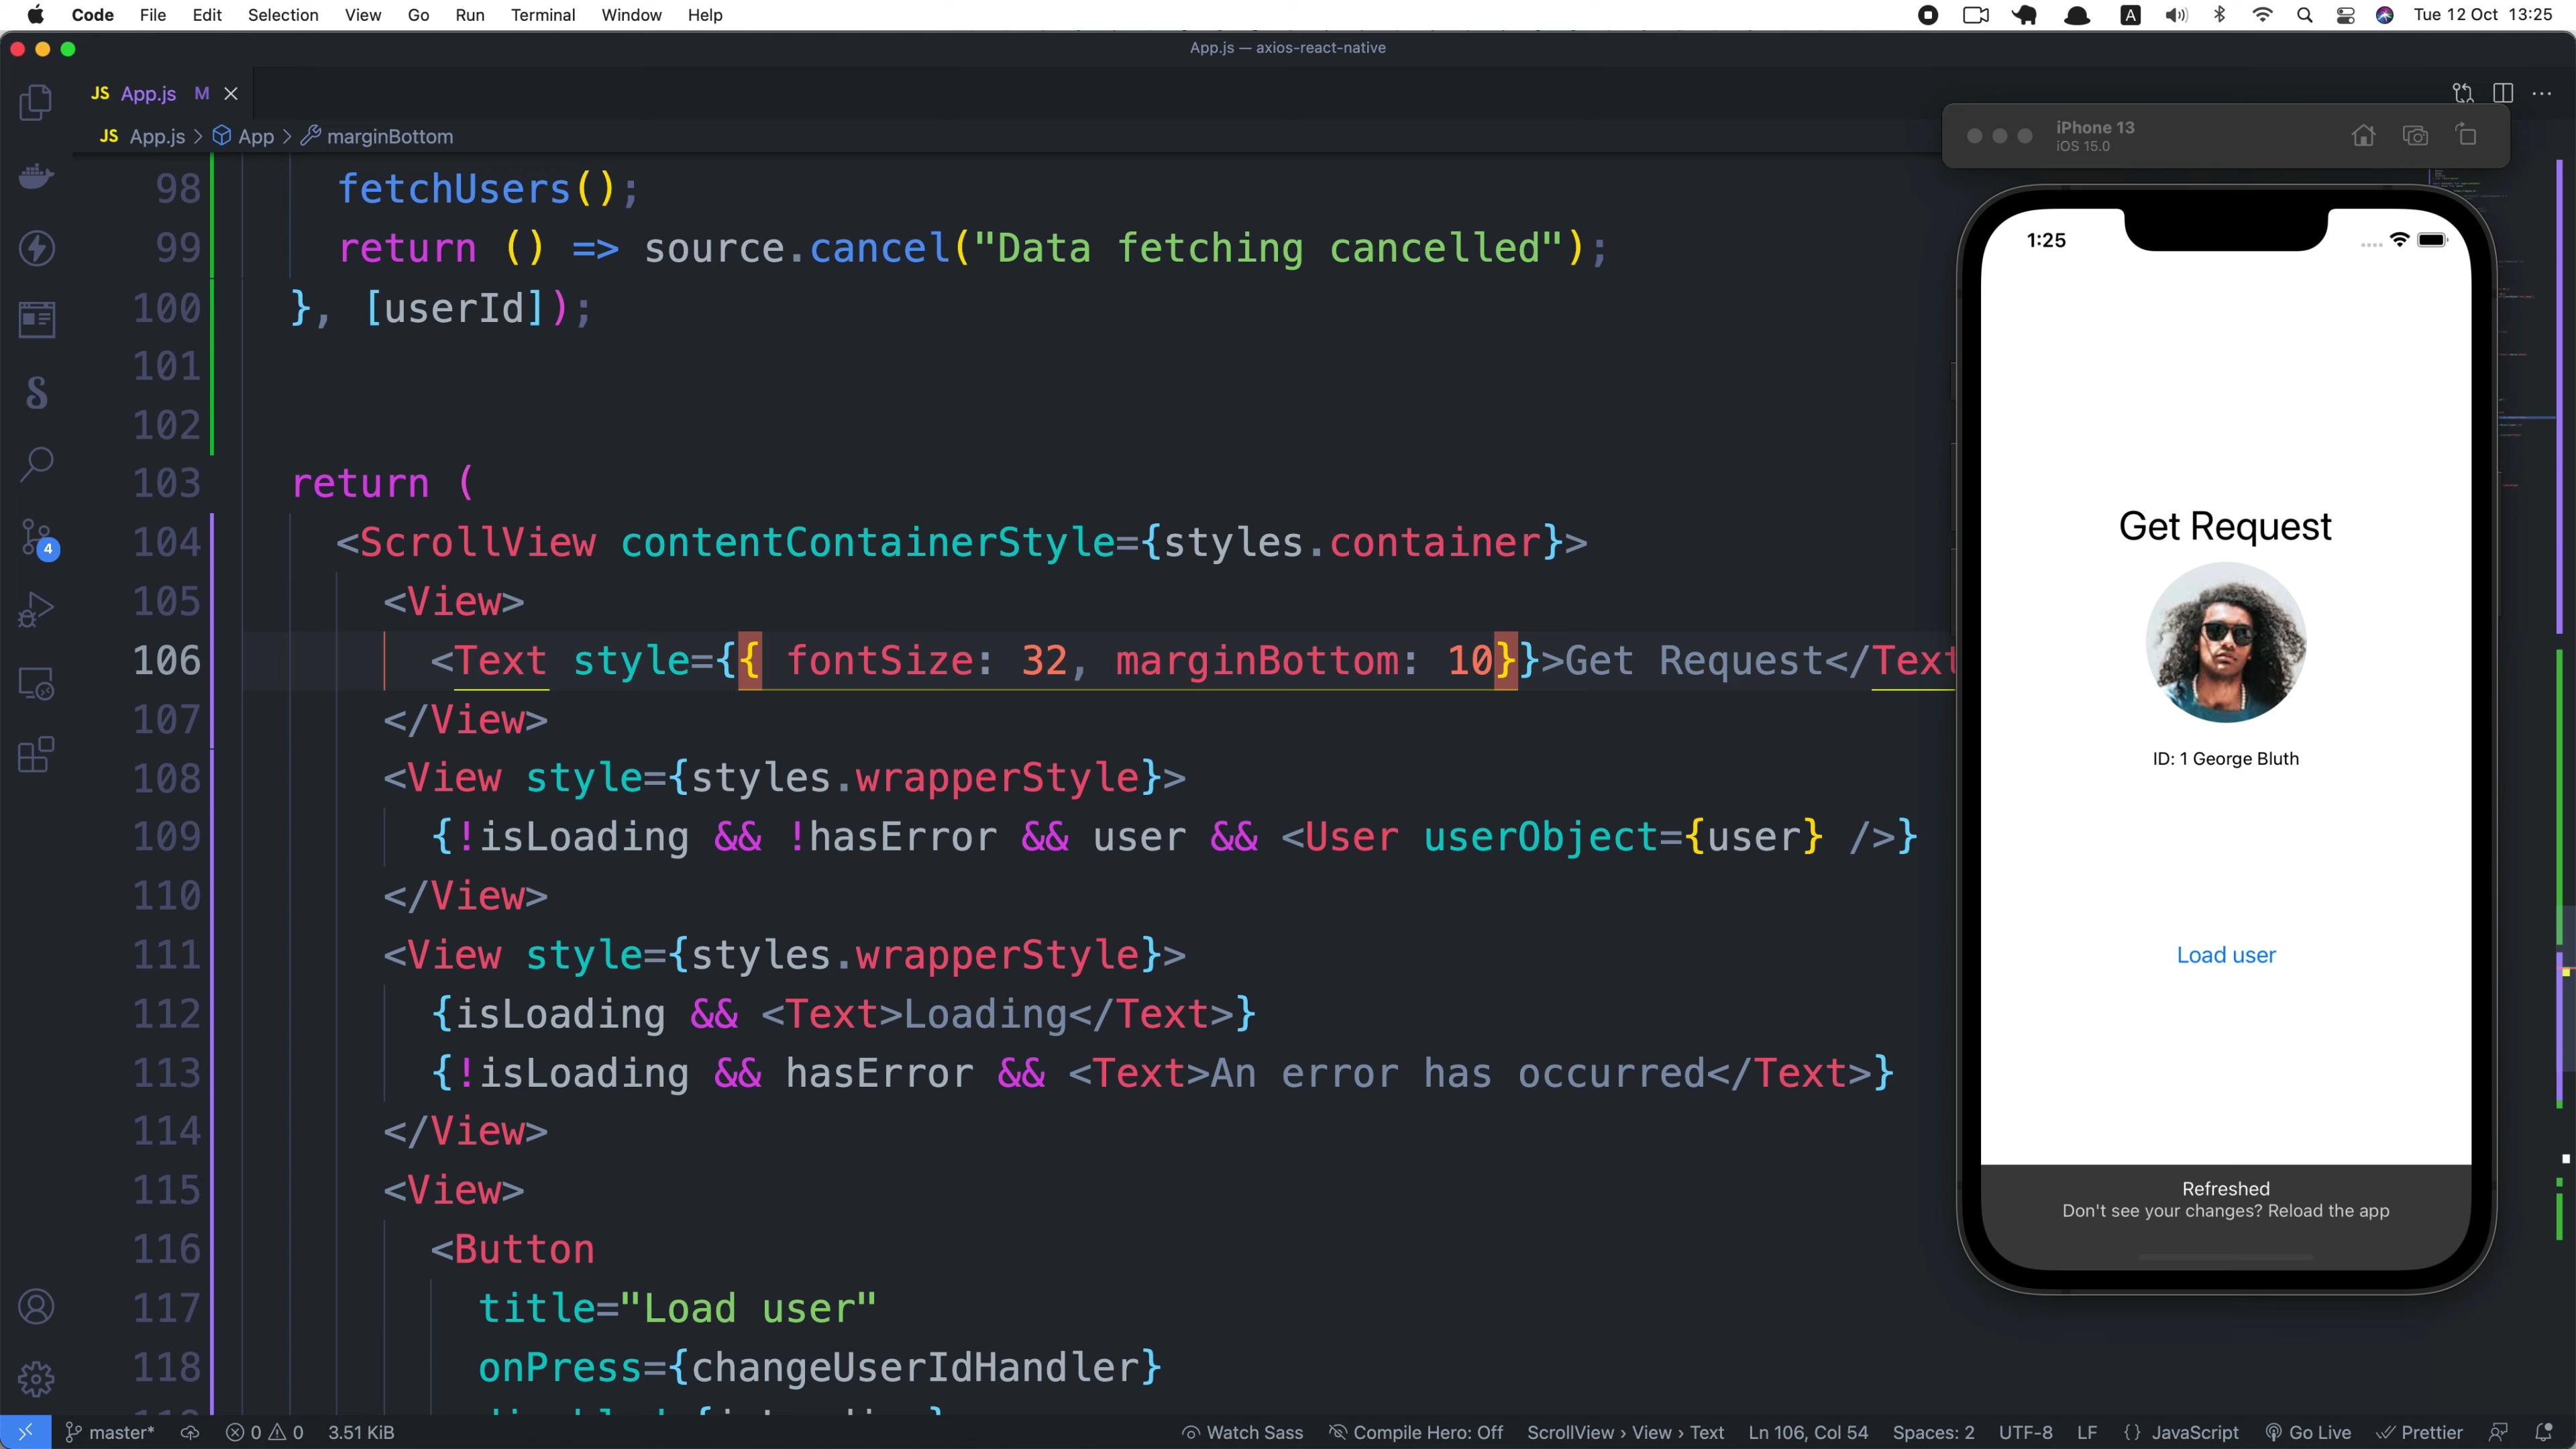 Code File Edit Selection View Go Run Terminal Window Help
A
Tue 12 Oct 13:25
App.js — axios-react-native
JS App.js M
JS App.js > App > marginBottom
98 fetchUsers();
99 return () => source.cancel("Data fetching cancelled");
100 }, [userId]);
101
102
103 return (
104 <ScrollView contentContainerStyle={styles.container}>
105 <View>
106 <Text style={{ fontSize: 32, marginBottom: 10}}>Get Request</Text
107 </View>
108 <View style={styles.wrapperStyle}>
109 {!isLoading && !hasError && user && <User userObject={user} />}
110 </View>
111 <View style={styles.wrapperStyle}>
112 {isLoading && <Text>Loading</Text>}
113 {!isLoading && hasError && <Text>An error has occurred</Text>}
114 </View>
115 <View>
116 <Button
117 title="Load user"
118 onPress={changeUserIdHandler}
4
iPhone 13
iOS 15.0
1:25
Get Request
ID: 1 George Bluth
Load user
Refreshed
Don't see your changes? Reload the app
master* 0 0 3.51 KiB
Watch Sass Compile Hero: Off ScrollView › View › Text Ln 106, Col 54 Spaces: 2 UTF-8 LF {} JavaScript Go Live Prettier